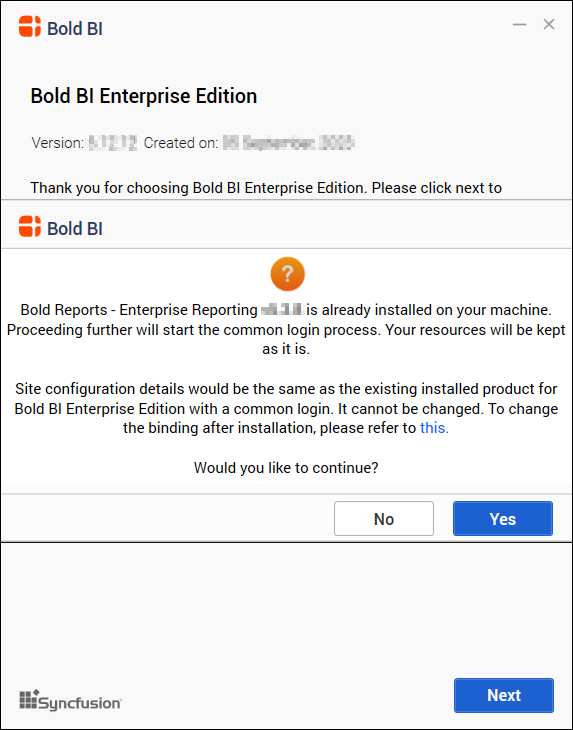 Bold BI
Bold BI Enterprise Edition
Version: Created on:
Thank you for choosing Bold BI Enterprise Edition. Please click next to
Bold BI
?
Bold Reports - Enterprise Reporting is already installed on your machine.
Proceeding further will start the common login process. Your resources will be kept
as it is.
Site configuration details would be the same as the existing installed product for
Bold BI Enterprise Edition with a common login. It cannot be changed. To change
the binding after installation, please refer to this.
Would you like to continue?
No
Yes
Syncfusion
Next